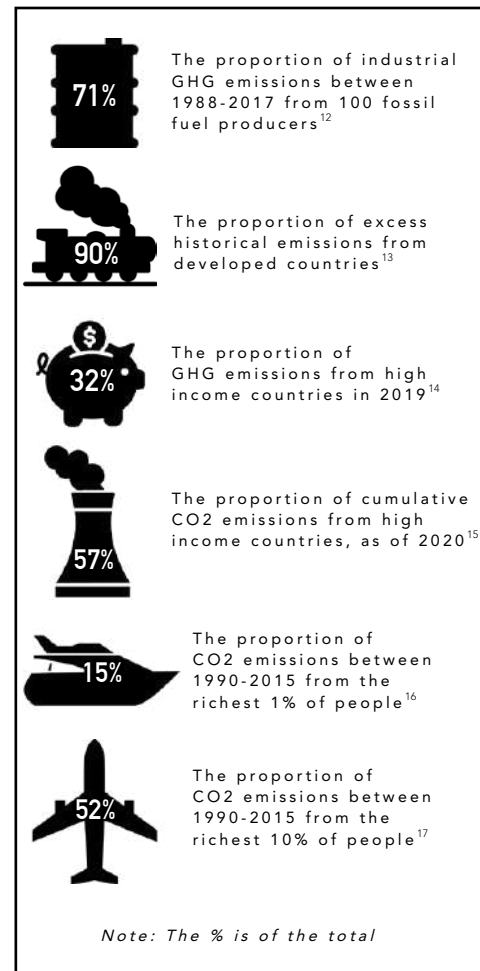 71%
The proportion of industrial
GHG emissions between
1988-2017 from 100 fossil
fuel producers12
90%
The proportion of excess
historical emissions from
developed countries13
$
32%
The proportion of
GHG emissions from high
income countries in 201914
57%
The proportion of cumulative
CO2 emissions from high
income countries, as of 202015
15%
The proportion of
CO2 emissions between
1990-2015 from the
richest 1% of people16
52%
The proportion of
CO2 emissions between
1990-2015 from the
richest 10% of people17
Note: The % is of the total